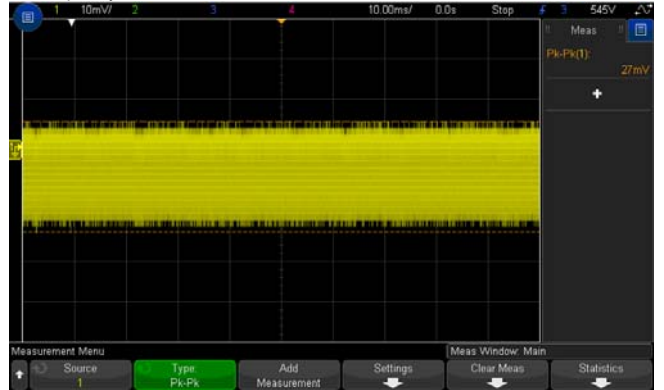 1 10mV/ 2 3 4 10.00ms/ 0.0s Stop 3 545V
Meas
Pk-Pk(1):
27mV
+
Measurement Menu Meas Window: Main
Source Type: Add Settings Clear Meas Statistics
1 Pk-Pk Measurement